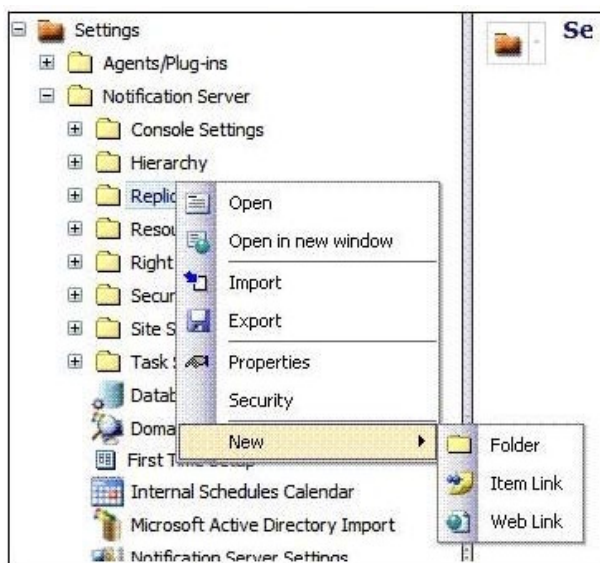 Settings
Se
Agents/Plug-ins
Notification Server
Console Settings
Hierarchy
Replic
Open
Resou
Open in new window
Right
Import
Secur
Export
Site S
Task S
Properties
Datab
Security
Doma
New
Folder
First Time Setup
Item Link
Internal Schedules Calendar
Web Link
Microsoft Active Directory Import
Notification Server Settings